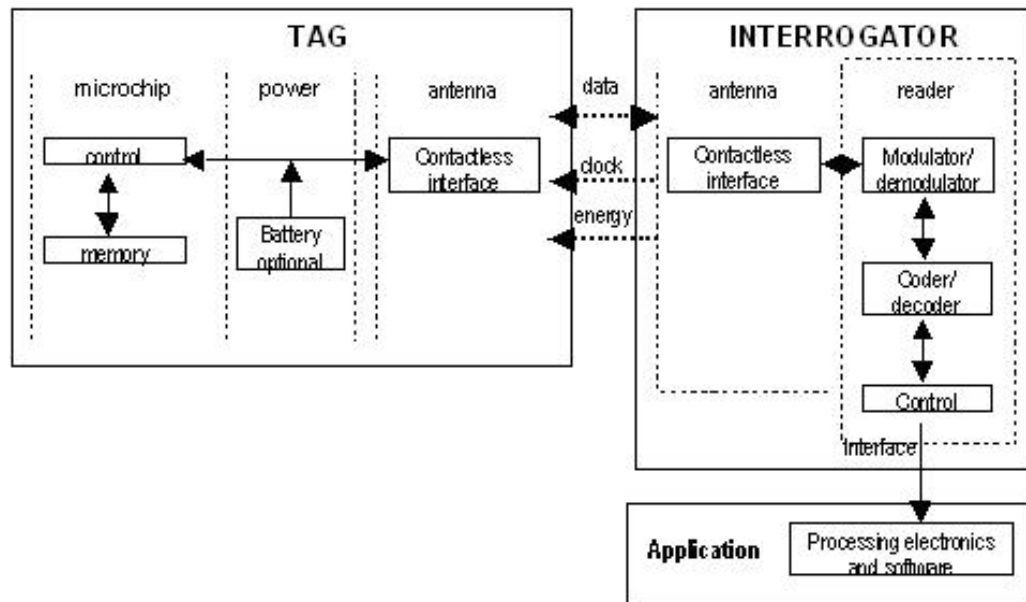 TAG
microchip
power
antenna
control
memory
Battery
optional
Contactless
interface
data
clock
energy
INTERROGATOR
antenna
reader
Contactless
interface
Modulator/
demodulator
Coder/
decoder
Control
Interface
Application
Processing electronics
and software